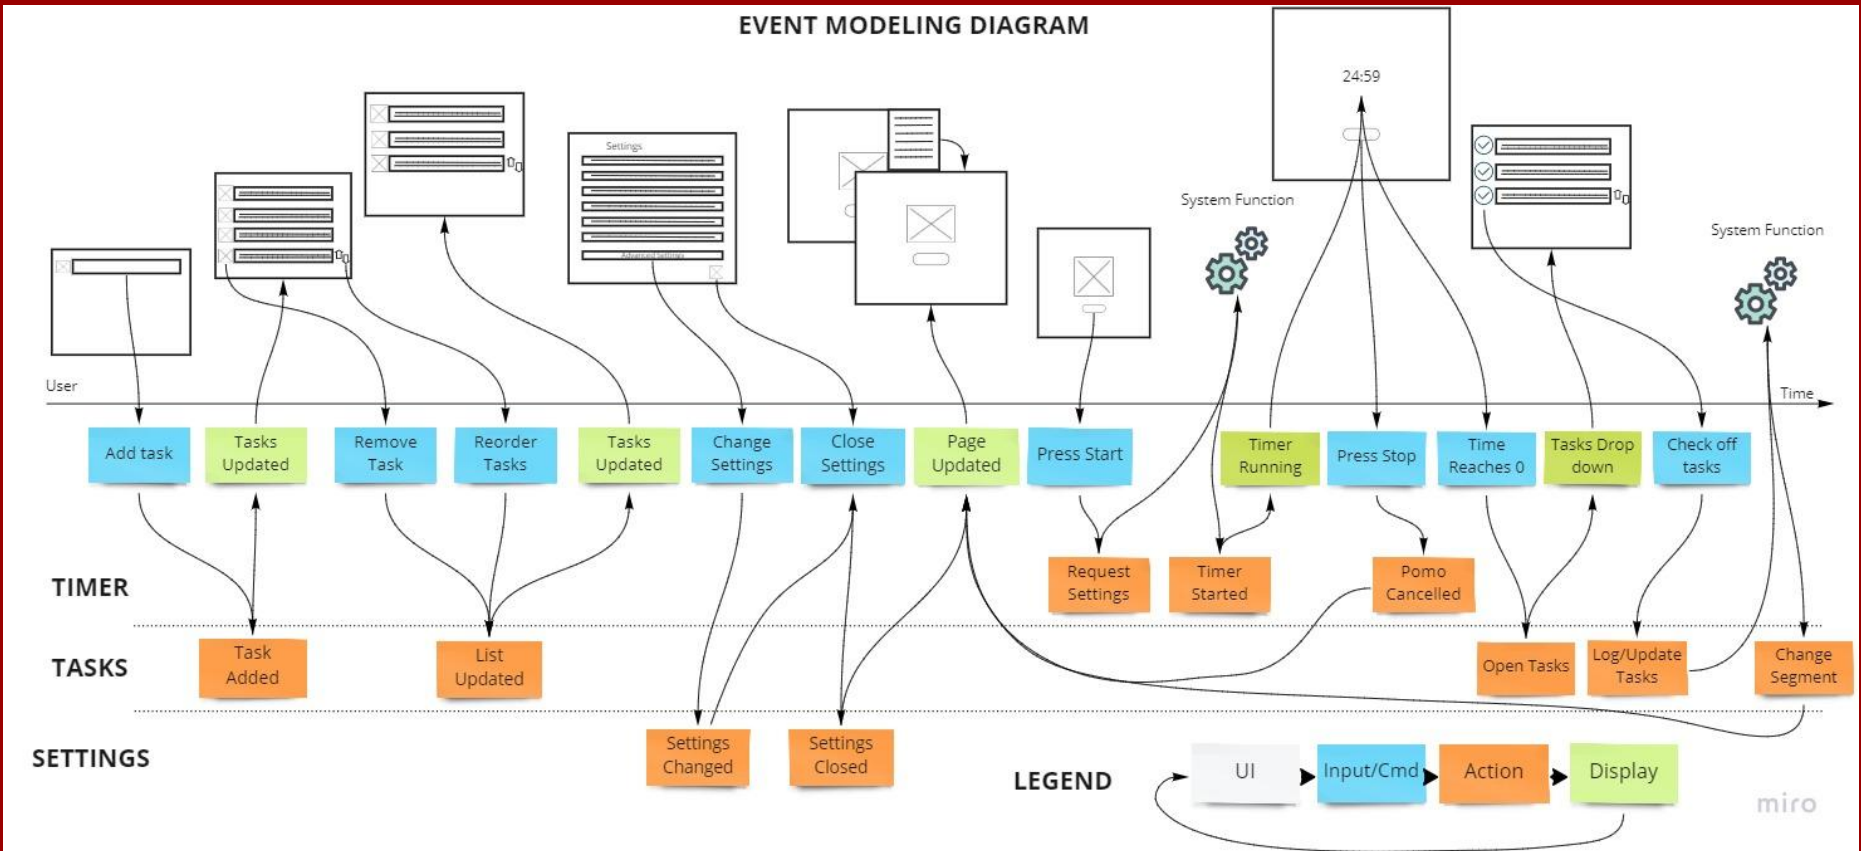 EVENT MODELING DIAGRAM
24:59
Settings
Advanced Settings
System Function
System Function
User
Time
Add task
Tasks
Updated
Remove
Task
Reorder
Tasks
Tasks
Updated
Change
Settings
Close
Settings
Page
Updated
Press Start
Timer
Running
Press Stop
Time
Reaches 0
Tasks Drop
down
Check off
tasks
TIMER
Request
Settings
Timer
Started
Pomo
Cancelled
TASKS
Task
Added
List
Updated
Open Tasks
Log/Update
Tasks
Change
Segment
SETTINGS
Settings
Changed
Settings
Closed
LEGEND
UI
Input/Cmd
Action
Display
miro